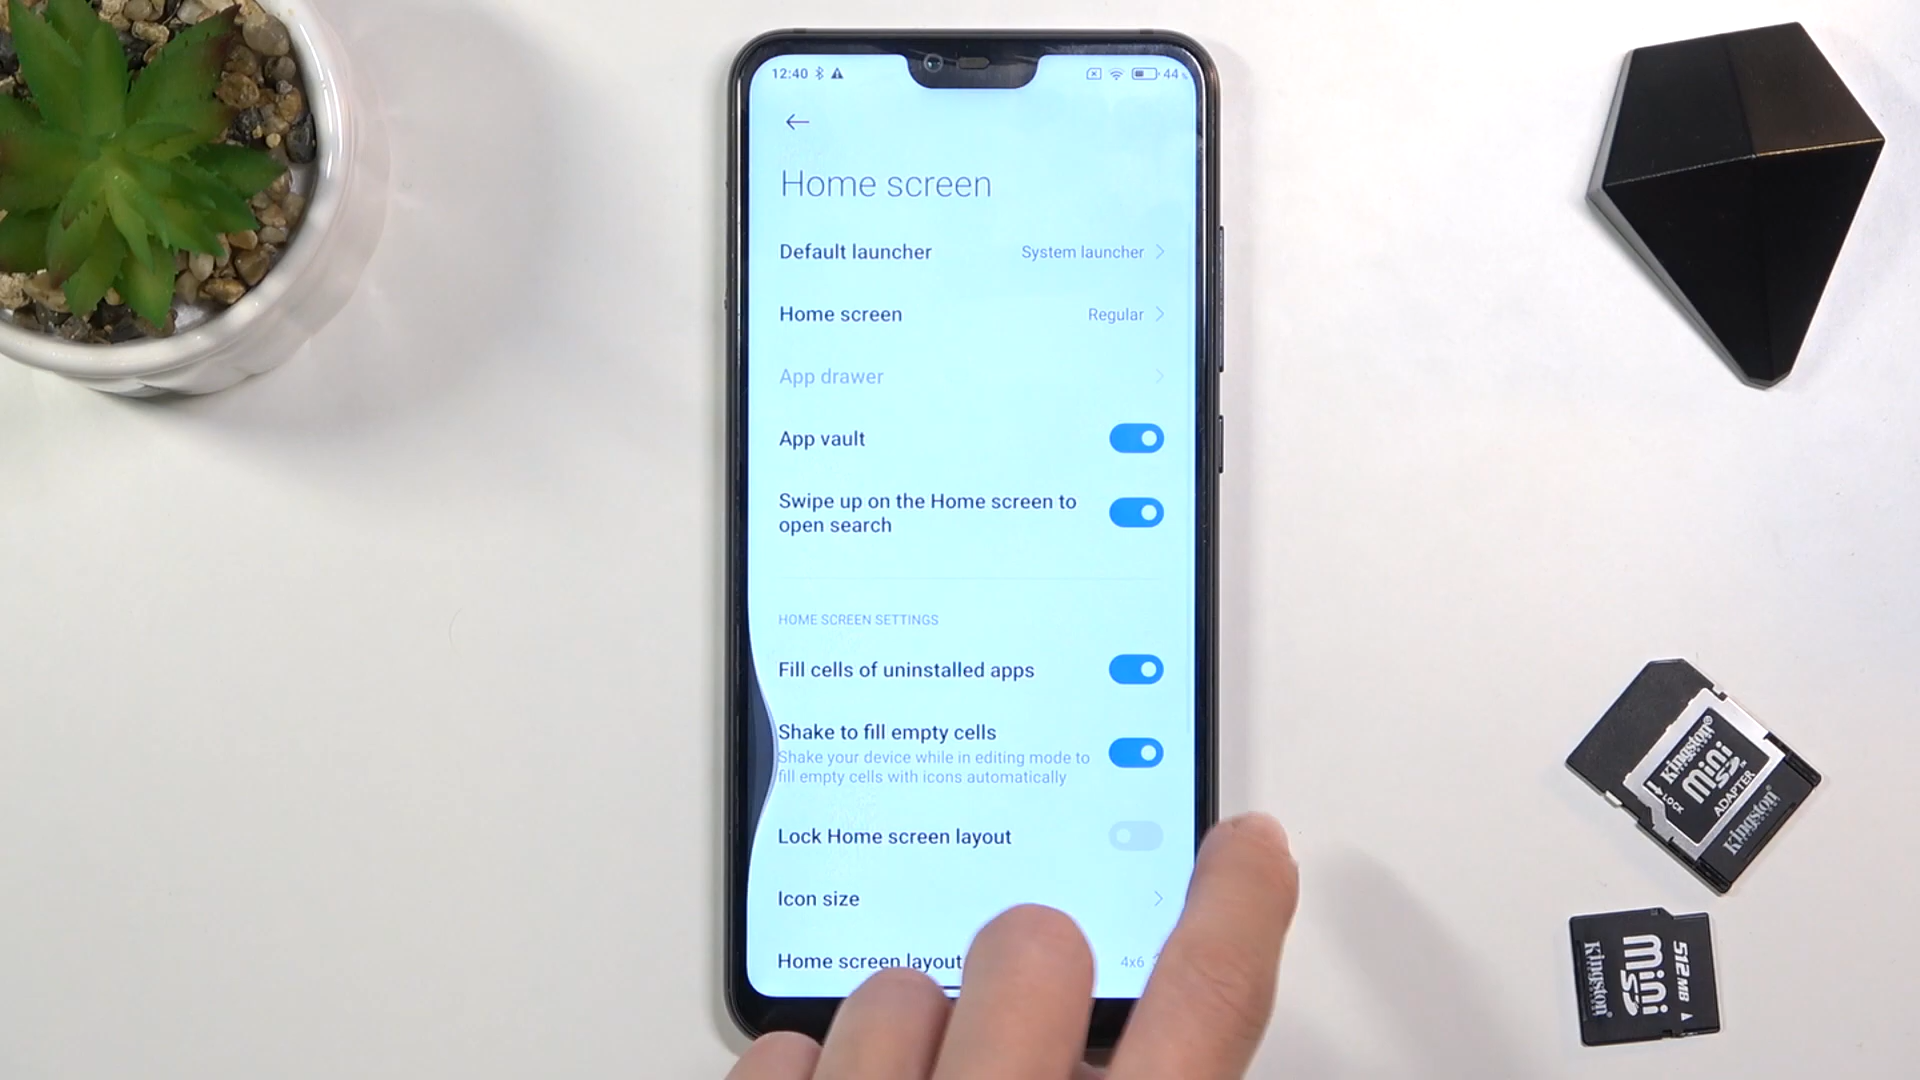 12:40 44%
Home screen
Default launcher System launcher
Home screen Regular
App drawer
App vault
Swipe up on the Home screen to
open search
HOME SCREEN SETTINGS
Fill cells of uninstalled apps
Shake to fill empty cells
Shake your device while in editing mode to
fill empty cells with icons automatically
Lock Home screen layout
Icon size
Home screen layout 4x6
Kingston
mini
SD
ADAPTER
LOCK
Kingston
Kingston
mini
SD
512MB